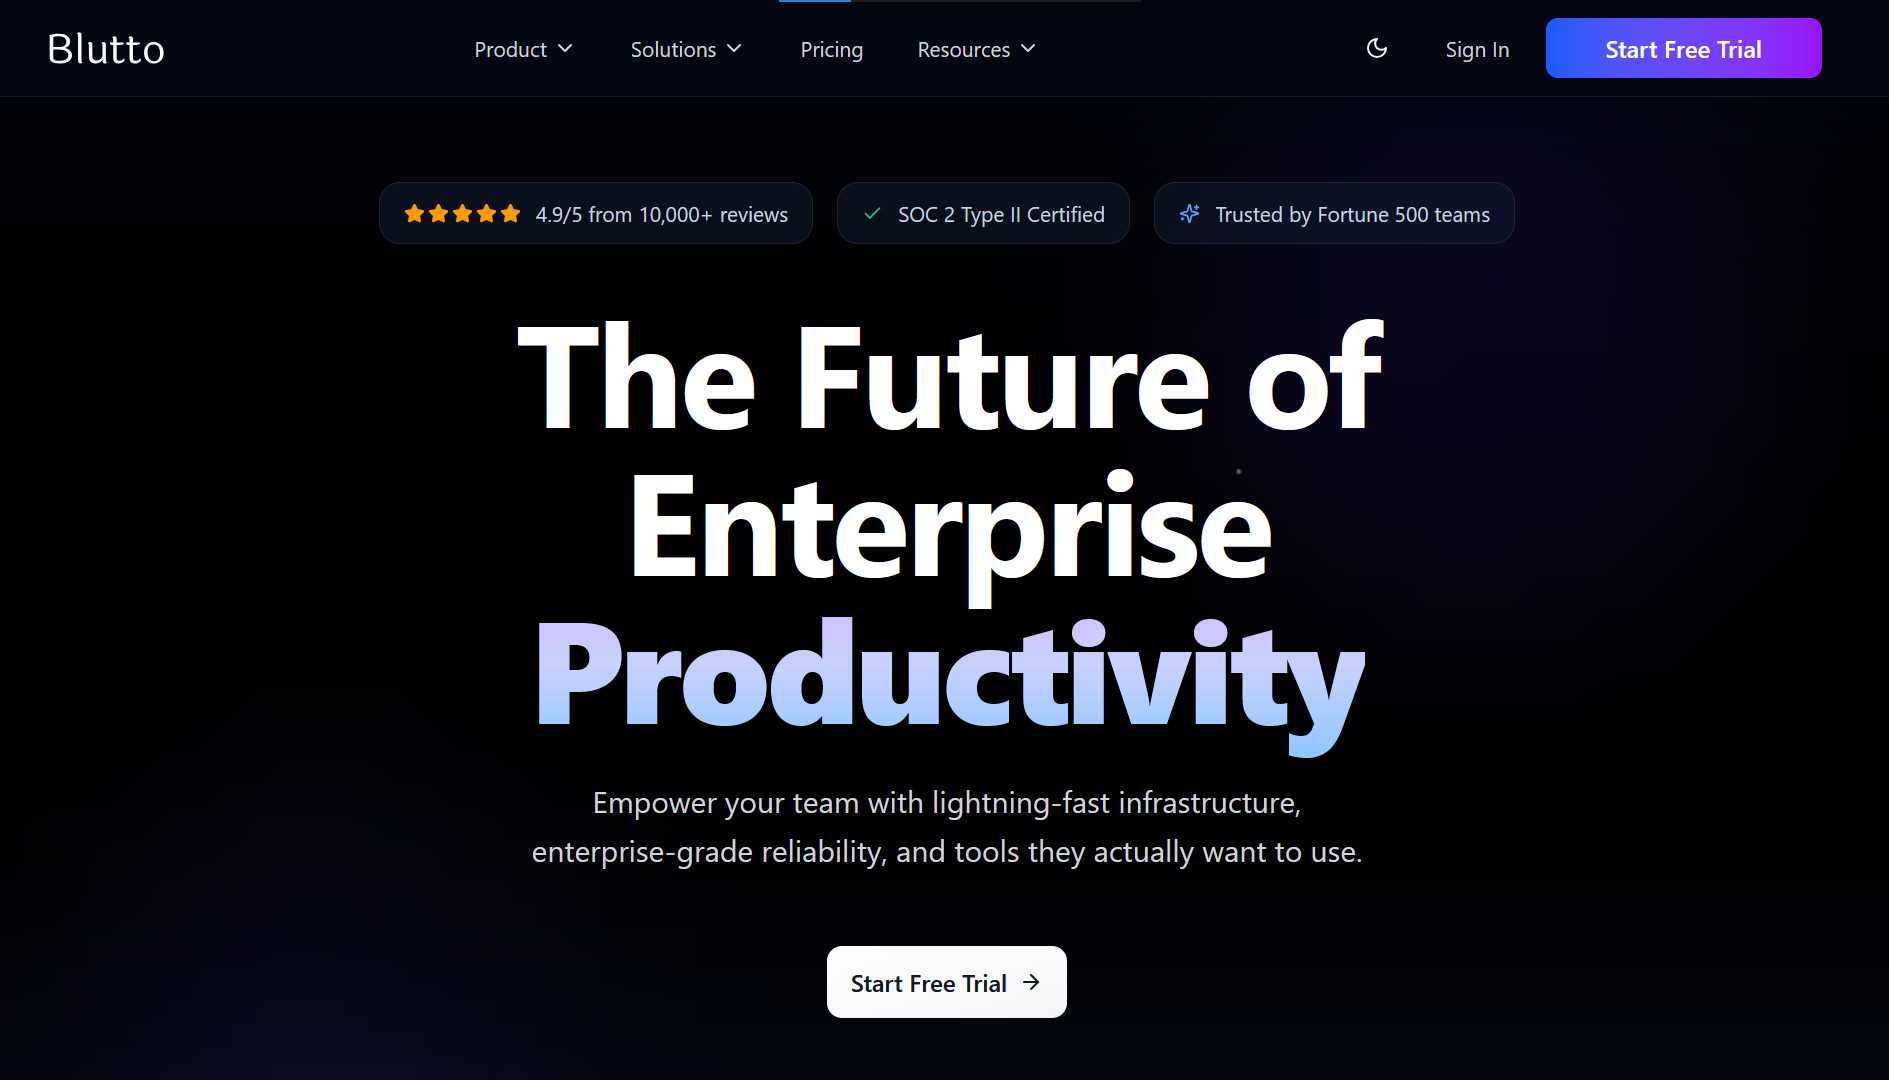 Blutto
Product
Solutions
Pricing
Resources
Sign In
Start Free Trial
4.9/5 from 10,000+ reviews
SOC 2 Type II Certified
Trusted by Fortune 500 teams
The Future of
Enterprise
Productivity
Empower your team with lightning-fast infrastructure,
enterprise-grade reliability, and tools they actually want to use.
Start Free Trial